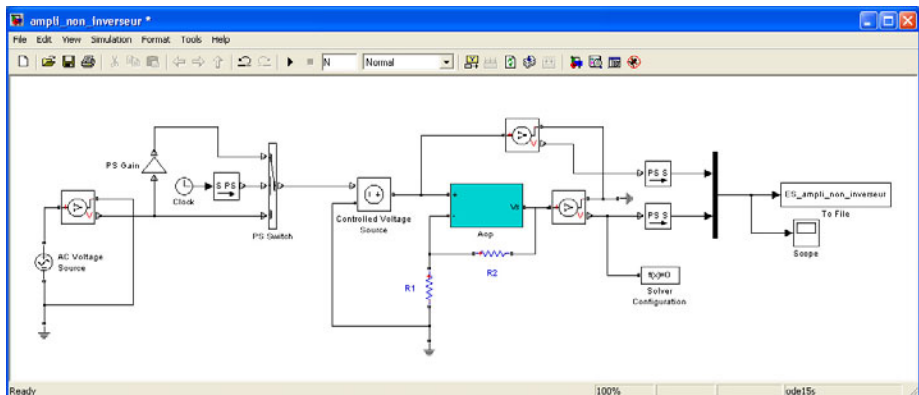 ampli_non_inverseur *
File Edit View Simulation Format Tools Help
N Normal
PS Gain
Clock
S PS
PS Switch
AC Voltage
Source
Controlled Voltage
Source
Aop
R1
R2
PS S
PS S
f(x)=0
Solver
Configuration
ES_ampli_non_inverseur
To File
Scope
Ready 100% ode15s